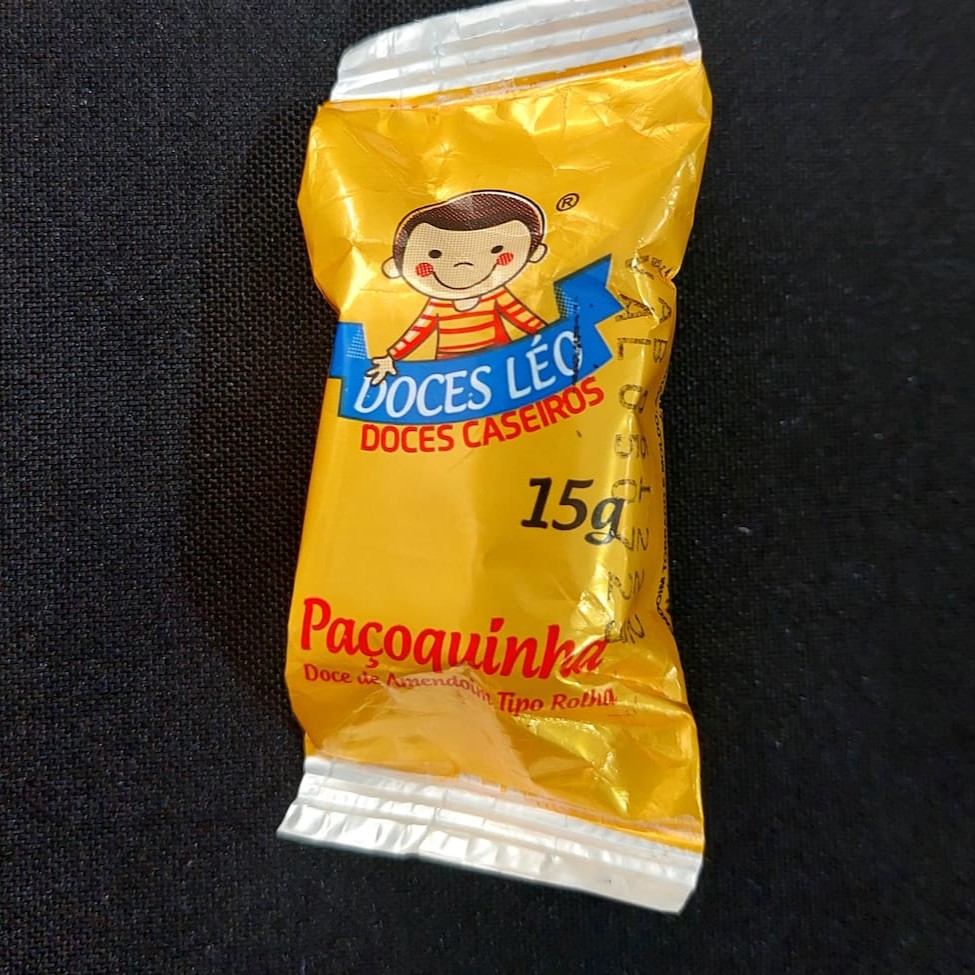 ®
DOCES LÉO
DOCES CASEIROS
15g
Paçoquinha
Doce de Amendoim Tipo Rolha